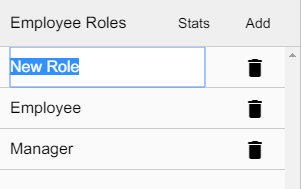 Employee Roles Stats Add
New Role
Employee
Manager